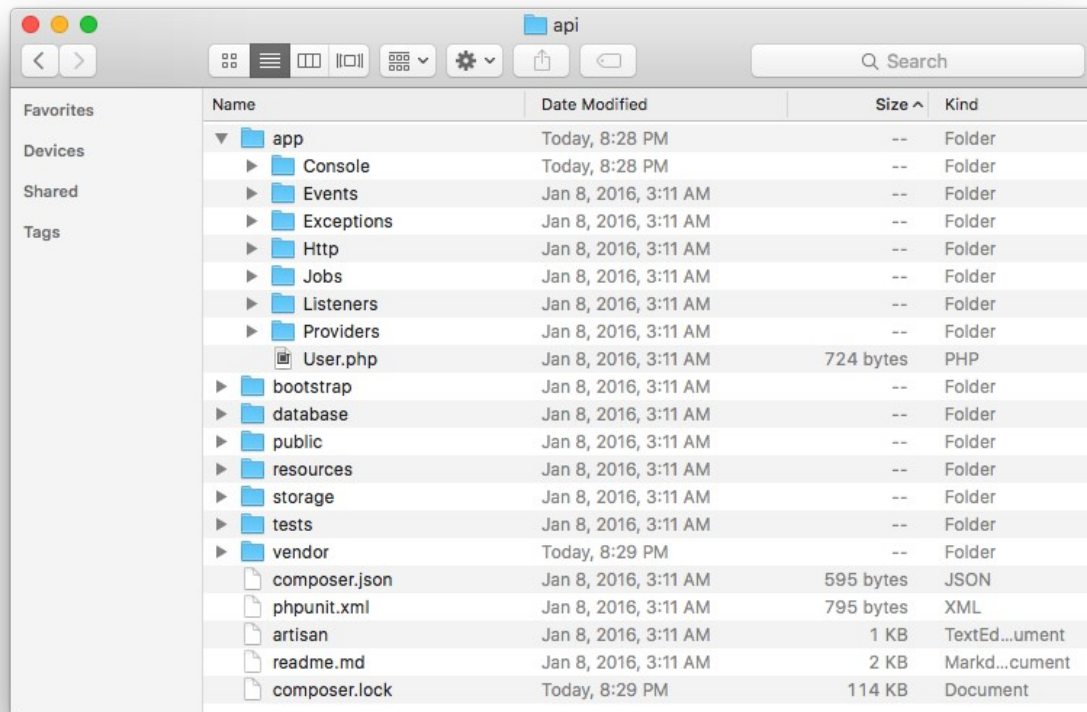 api
Search
Favorites
Devices
Shared
Tags
Name Date Modified Size Kind
app Today, 8:28 PM -- Folder
Console Today, 8:28 PM -- Folder
Events Jan 8, 2016, 3:11 AM -- Folder
Exceptions Jan 8, 2016, 3:11 AM -- Folder
Http Jan 8, 2016, 3:11 AM -- Folder
Jobs Jan 8, 2016, 3:11 AM -- Folder
Listeners Jan 8, 2016, 3:11 AM -- Folder
Providers Jan 8, 2016, 3:11 AM -- Folder
User.php Jan 8, 2016, 3:11 AM 724 bytes PHP
bootstrap Jan 8, 2016, 3:11 AM -- Folder
database Jan 8, 2016, 3:11 AM -- Folder
public Jan 8, 2016, 3:11 AM -- Folder
resources Jan 8, 2016, 3:11 AM -- Folder
storage Jan 8, 2016, 3:11 AM -- Folder
tests Jan 8, 2016, 3:11 AM -- Folder
vendor Today, 8:29 PM -- Folder
composer.json Jan 8, 2016, 3:11 AM 595 bytes JSON
phpunit.xml Jan 8, 2016, 3:11 AM 795 bytes XML
artisan Jan 8, 2016, 3:11 AM 1 KB TextEd...ument
readme.md Jan 8, 2016, 3:11 AM 2 KB Markd...cument
composer.lock Today, 8:29 PM 114 KB Document